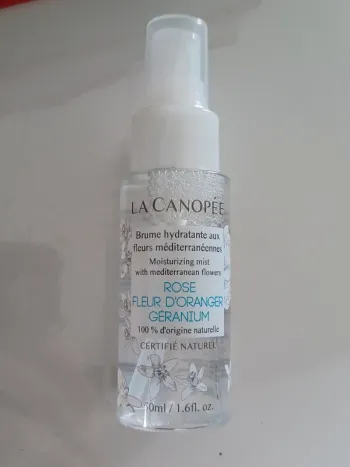 LA CANOPÉE
Brume hydratante aux
fleurs méditerranéennes
Moisturizing mist
with mediterranean flowers
ROSE
FLEUR D'ORANGER
GÉRANIUM
100 % d'origine naturelle
CERTIFIÉ NATUREL
50ml / 1.6fl. oz.